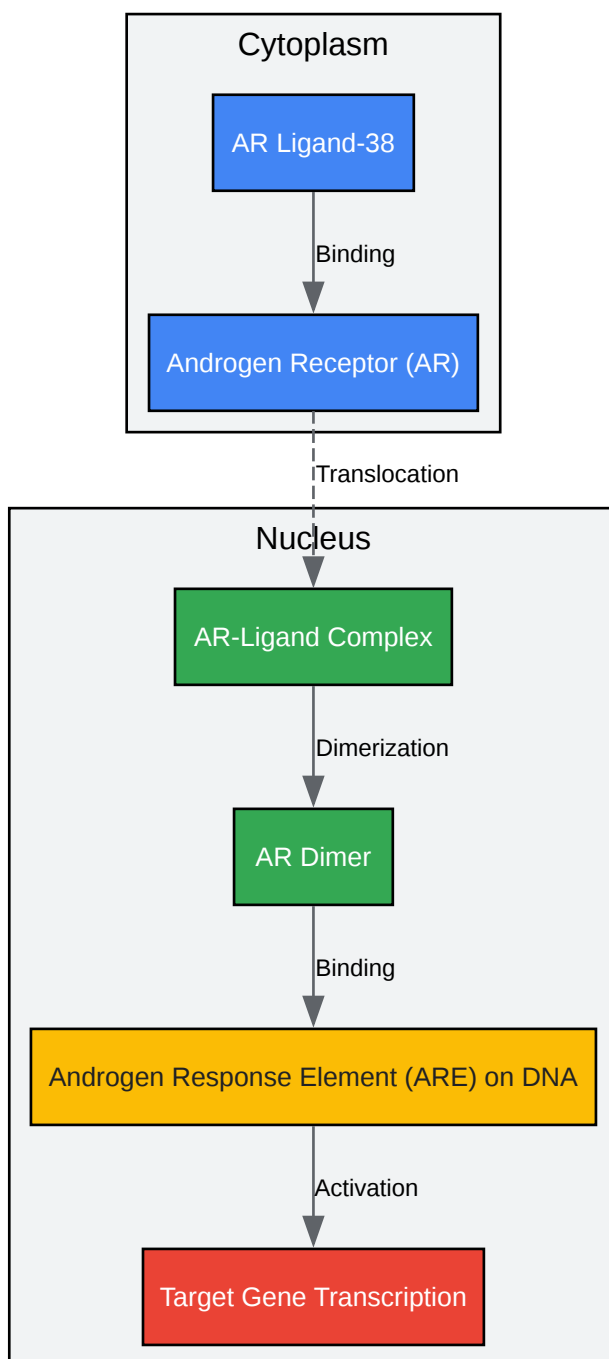 Cytoplasm
AR Ligand-38
Binding
Androgen Receptor (AR)
Translocation
Nucleus
AR-Ligand Complex
Dimerization
AR Dimer
Binding
Androgen Response Element (ARE) on DNA
Activation
Target Gene Transcription